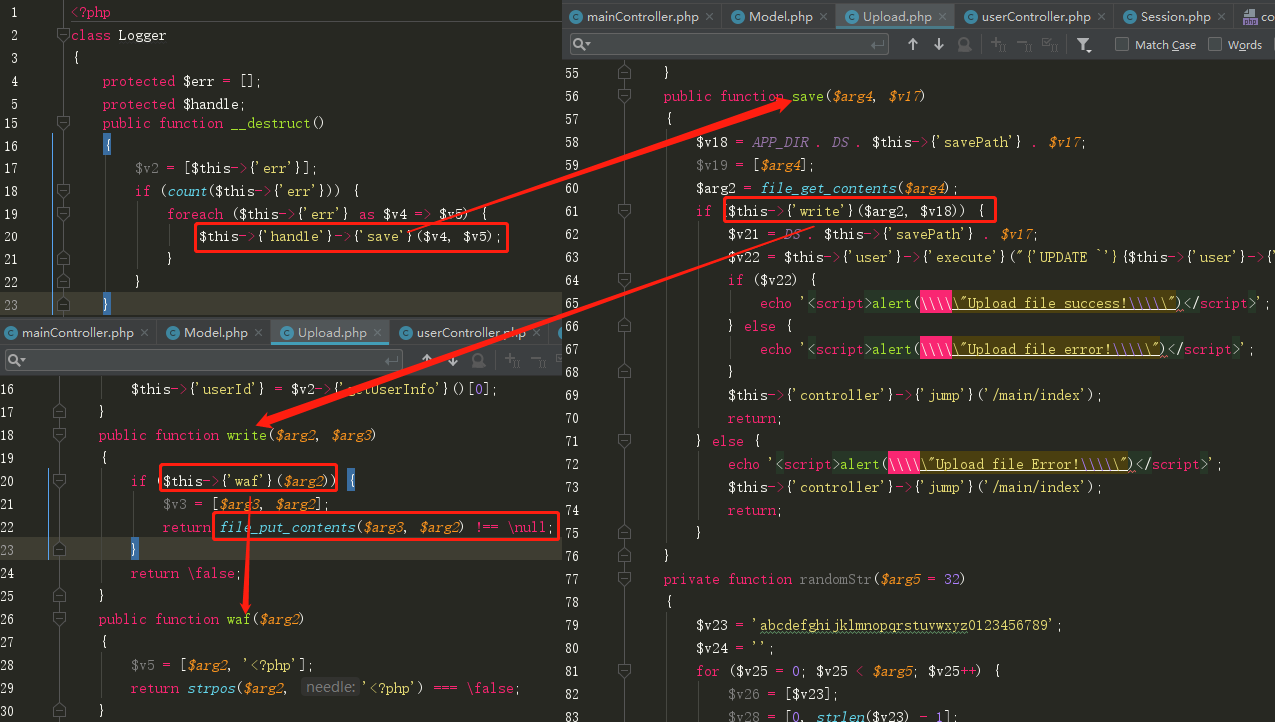 1 <?php
2 class Logger
3 {
4 protected $err = [];
5 protected $handle;
15 public function __destruct()
16 {
17 $v2 = [$this->{'err'}];
18 if (count($this->{'err'})) {
19 foreach ($this->{'err'} as $v4 => $v5) {
20 $this->{'handle'}->{'save'}($v4, $v5);
21 }
22 }
23 }
mainController.php Model.php Upload.php userController.php
16 $this->{'userId'} = $v2->{'getUserInfo'}()[0];
17 }
18 public function write($arg2, $arg3)
19 {
20 if ($this->{'waf'}($arg2)) {
21 $v3 = [$arg3, $arg2];
22 return file_put_contents($arg3, $arg2) !== \null;
23 }
24 return \false;
25 }
26 public function waf($arg2)
27 {
28 $v5 = [$arg2, '<?php'];
29 return strpos($arg2, needle: '<?php') === \false;
30 }
mainController.php Model.php Upload.php userController.php Session.php co
Match Case Words
55 }
56 public function save($arg4, $v17)
57 {
58 $v18 = APP_DIR . DS . $this->{'savePath'} . $v17;
59 $v19 = [$arg4];
60 $arg2 = file_get_contents($arg4);
61 if ($this->{'write'}($arg2, $v18)) {
62 $v21 = DS . $this->{'savePath'} . $v17;
63 $v22 = $this->{'user'}->{'execute'}("{'UPDATE `'}{$this->{'user'}->{'
64 if ($v22) {
65 echo '<script>alert(\\\\\"Upload file success!\\\\\")</script>';
66 } else {
67 echo '<script>alert(\\\\\"Upload file error!\\\\\")</script>';
68 }
69 $this->{'controller'}->{'jump'}('/main/index');
70 return;
71 } else {
72 echo '<script>alert(\\\\\"Upload file Error!\\\\\")</script>';
73 $this->{'controller'}->{'jump'}('/main/index');
74 return;
75 }
76 }
77 private function randomStr($arg5 = 32)
78 {
79 $v23 = 'abcdefghijklmnopqrstuvwxyz0123456789';
80 $v24 = '';
81 for ($v25 = 0; $v25 < $arg5; $v25++) {
82 $v26 = [$v23];
83 $v28 = [0, strlen($v23) - 1];